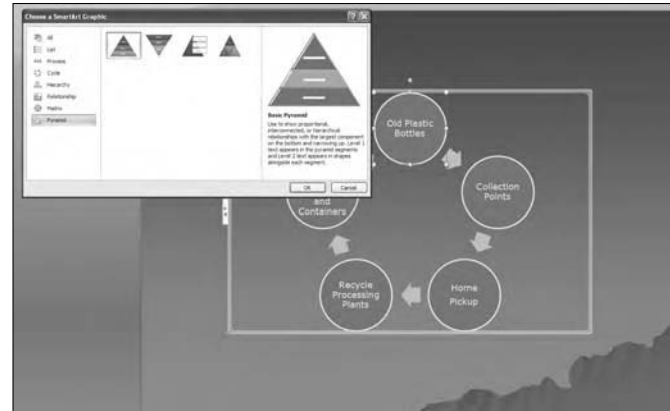 Choose a SmartArt Graphic
All
List
Process
Cycle
Hierarchy
Relationship
Matrix
Pyramid
Basic Pyramid
Use to show proportional,
interconnected, or hierarchical
relationships with the largest component
on the bottom and narrowing up. Level 1
text appears in the pyramid segments
and Level 2 text appears in shapes
alongside each segment.
OK
Cancel
Old Plastic
Bottles
Collection
Points
Home
Pickup
Recycle
Processing
Plants
and
Containers